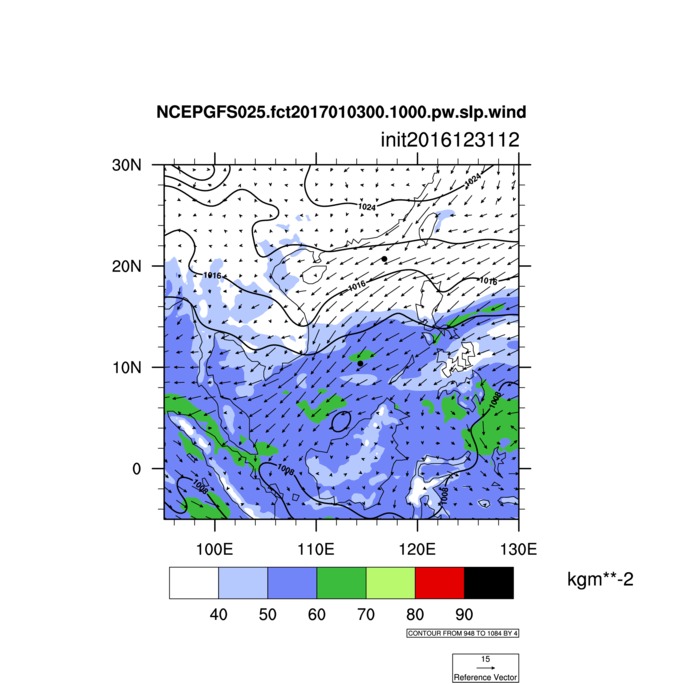 NCEPGFS025.fct2017010300.1000.pw.slp.wind
init2016123112
30N
1024
1024
20N
1016
1016
1016
10N
1008
0
1008
1008
1008
100E 110E 120E 130E
kgm**-2
40 50 60 70 80 90
CONTOUR FROM 948 TO 1084 BY 4
15
Reference Vector